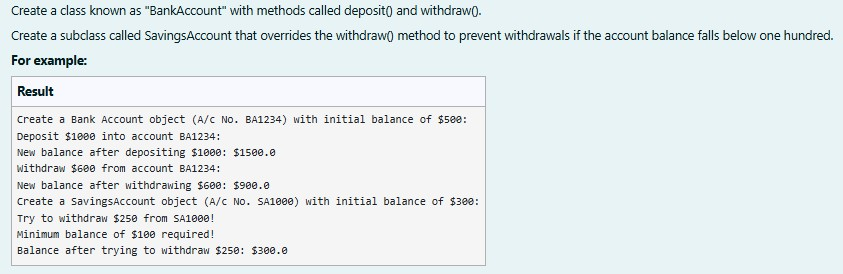 Create a class known as "BankAccount" with methods called deposit() and withdraw().
Create a subclass called SavingsAccount that overrides the withdraw() method to prevent withdrawals if the account balance falls below one hundred.
For example:
Result
Create a Bank Account object (A/c No. BA1234) with initial balance of $500:
Deposit $1000 into account BA1234:
New balance after depositing $1000: $1500.0
Withdraw $600 from account BA1234:
New balance after withdrawing $600: $900.0
Create a SavingsAccount object (A/c No. SA1000) with initial balance of $300:
Try to withdraw $250 from SA1000!
Minimum balance of $100 required!
Balance after trying to withdraw $250: $300.0